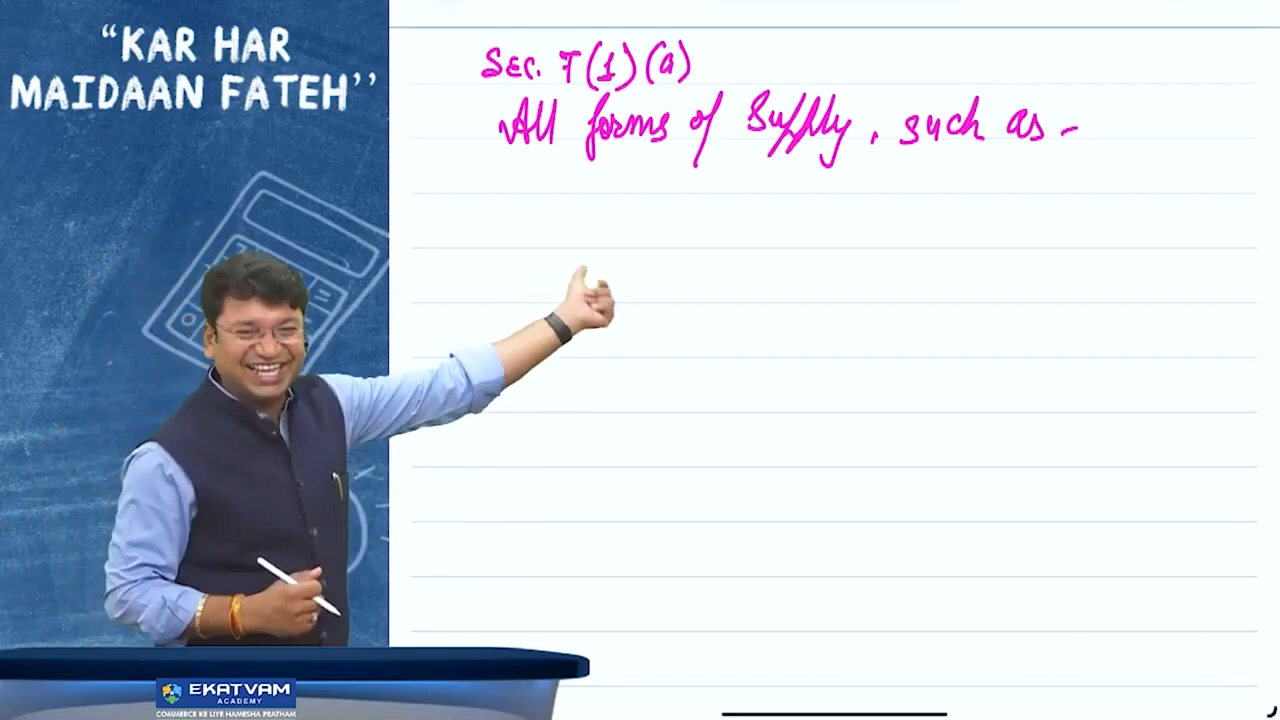 “KAR HAR
MAIDAAN FATEH’’
Sec. 7(1)(a)
All forms of Supply, such as -
EKATVAM
ACADEMY
COMMERCE KE LIYE HAMESHA PRATHAM